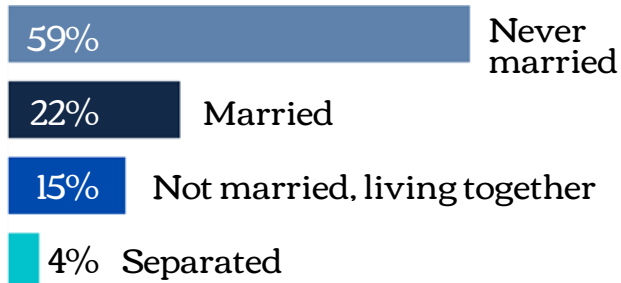 59% Never
married
22% Married
15% Not married, living together
4% Separated